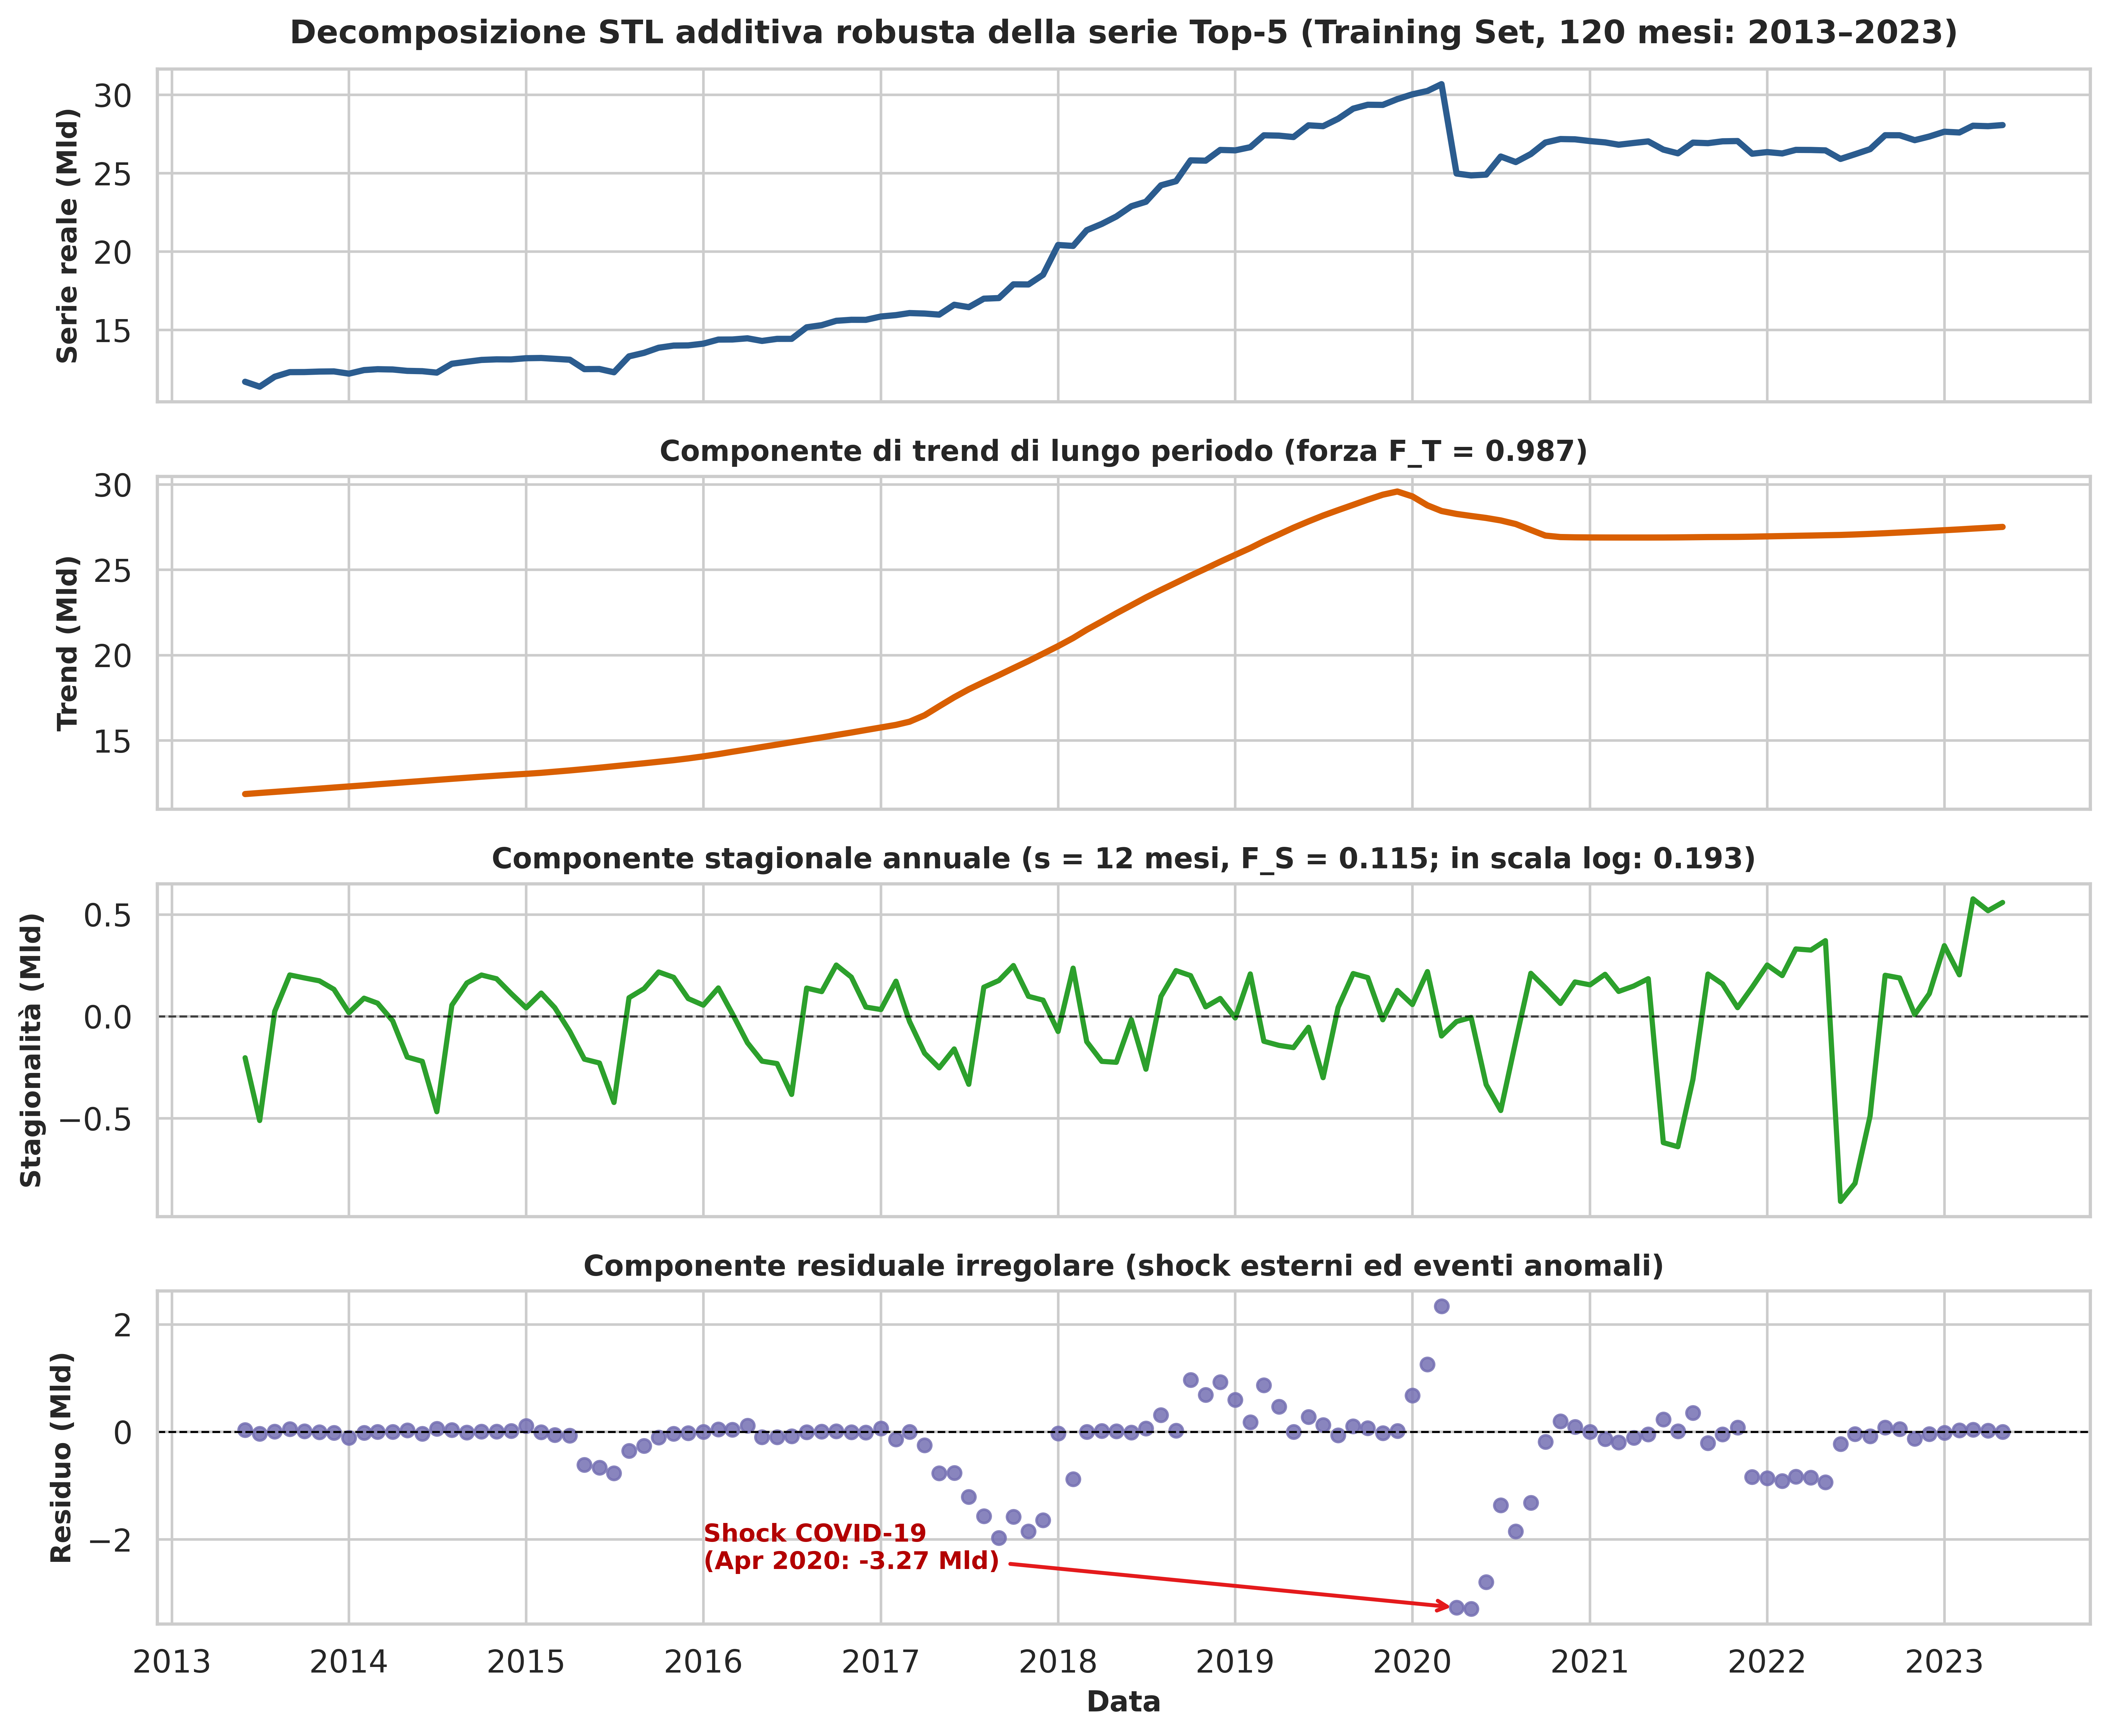 Decomposizione STL additiva robusta della serie Top-5 (Training Set, 120 mesi: 2013–2023)
Serie reale (Mld)
30
25
20
15
Componente di trend di lungo periodo (forza F_T = 0.987)
Trend (Mld)
30
25
20
15
Componente stagionale annuale (s = 12 mesi, F_S = 0.115; in scala log: 0.193)
Stagionalità (Mld)
0.5
0.0
−0.5
Componente residuale irregolare (shock esterni ed eventi anomali)
Residuo (Mld)
2
0
−2
Shock COVID-19
(Apr 2020: -3.27 Mld)
2013 2014 2015 2016 2017 2018 2019 2020 2021 2022 2023
Data